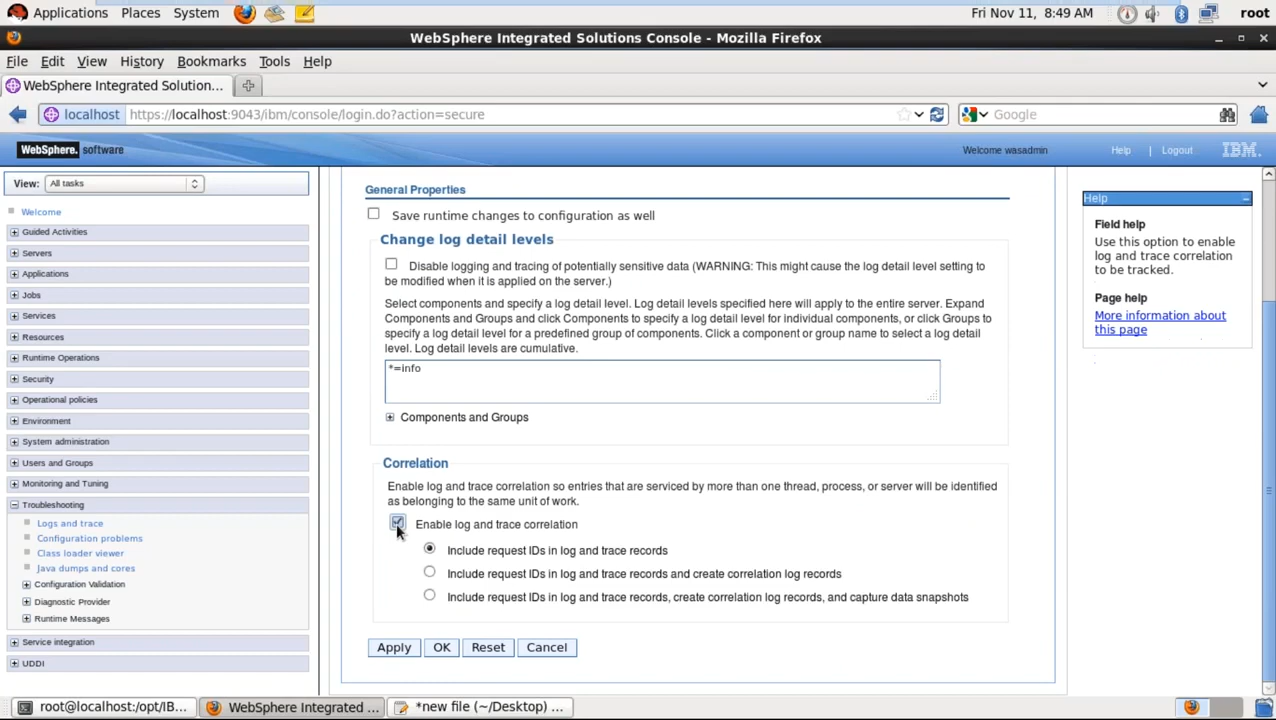 Applications Places System
Fri Nov 11, 8:49 AM root
WebSphere Integrated Solutions Console - Mozilla Firefox
File Edit View History Bookmarks Tools Help
WebSphere Integrated Solution...
localhost https://localhost:9043/ibm/console/login.do?action=secure
Google
WebSphere. software
Welcome wasadmin Help | Logout IBM.
View: All tasks
Welcome
Guided Activities
Servers
Applications
Jobs
Services
Resources
Runtime Operations
Security
Operational policies
Environment
System administration
Users and Groups
Monitoring and Tuning
Troubleshooting
Logs and trace
Configuration problems
Class loader viewer
Java dumps and cores
Configuration Validation
Diagnostic Provider
Runtime Messages
Service integration
UDDI
General Properties
Save runtime changes to configuration as well
Change log detail levels
Disable logging and tracing of potentially sensitive data (WARNING: This might cause the log detail level setting to
be modified when it is applied on the server.)
Select components and specify a log detail level. Log detail levels specified here will apply to the entire server. Expand
Components and Groups and click Components to specify a log detail level for individual components, or click Groups to
specify a log detail level for a predefined group of components. Click a component or group name to select a log detail
level. Log detail levels are cumulative.
*=info
Components and Groups
Correlation
Enable log and trace correlation so entries that are serviced by more than one thread, process, or server will be identified
as belonging to the same unit of work.
Enable log and trace correlation
Include request IDs in log and trace records
Include request IDs in log and trace records and create correlation log records
Include request IDs in log and trace records, create correlation log records, and capture data snapshots
Apply OK Reset Cancel
Help
Field help
Use this option to enable
log and trace correlation
to be tracked.
Page help
More information about
this page
root@localhost:/opt/IB...
WebSphere Integrated ...
*new file (~/Desktop) ...